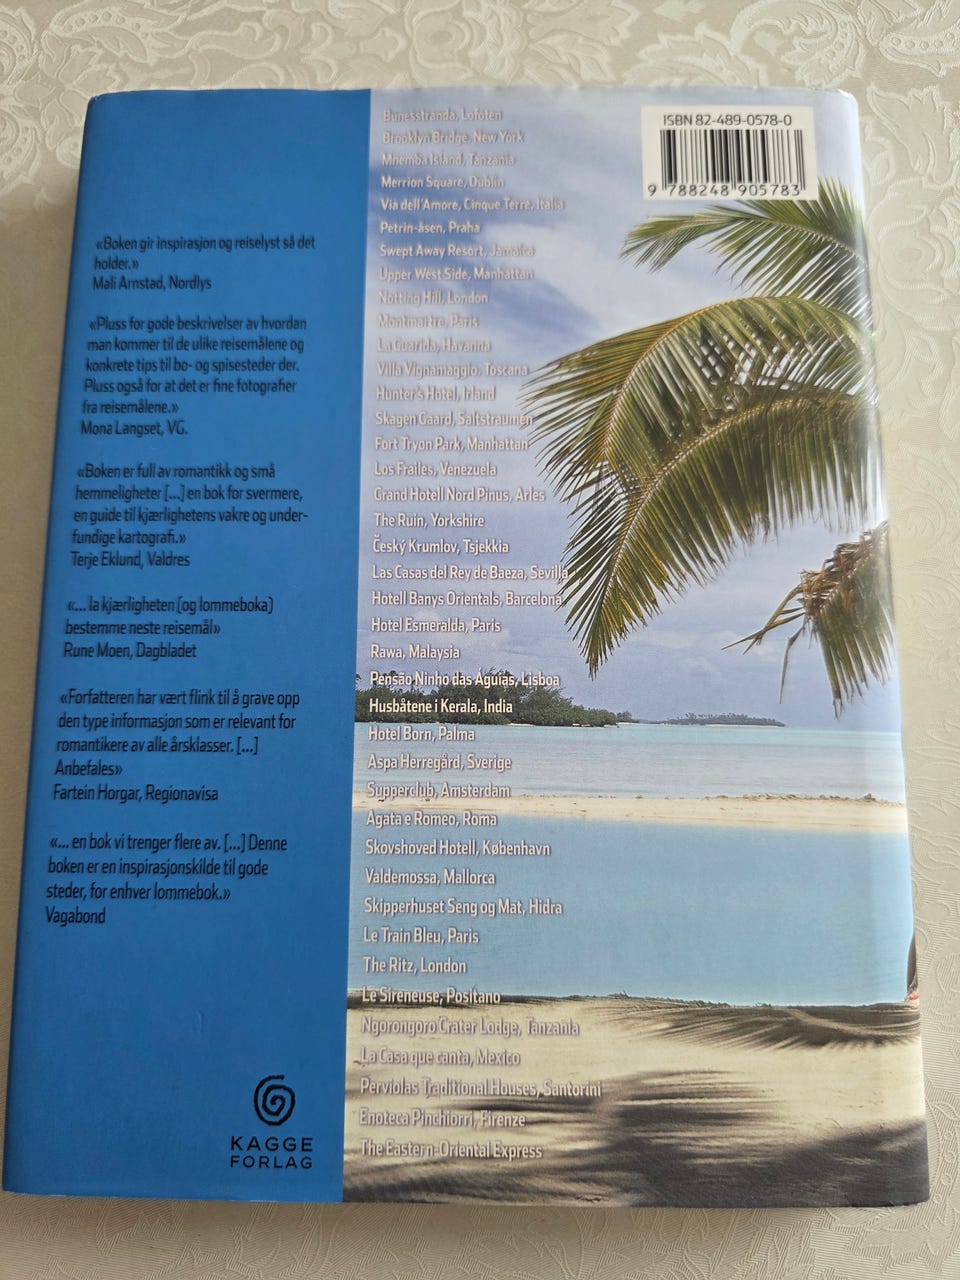 «Boken gir inspirasjon og reiselyst så det
holder.»
Mali Arnstad, Nordlys
«Pluss for gode beskrivelser av hvordan
man kommer til de ulike reisemålene og
konkrete tips til bo- og spisesteder der.
Pluss også for at det er fine fotografier
fra reisemålene.»
Mona Langset, VG.
«Boken er full av romantikk og små
hemmeligheter [...] en bok for svermere,
en guide til kjærlighetens vakre og under-
fundige kartografi.»
Terje Eklund, Valdres
«... la kjærligheten (og lommeboka)
bestemme neste reisemål»
Rune Moen, Dagbladet
«Forfatteren har vært flink til å grave opp
den type informasjon som er relevant for
romantikere av alle årsklasser. [...]
Anbefales»
Fartein Horgar, Regionavisa
«... en bok vi trenger flere av. [...] Denne
boken er en inspirasjonskilde til gode
steder, for enhver lommebok.»
Vagabond
KAGGE
FORLAG
Bunesstranda, Lofoten
Brooklyn Bridge, New York
Mnemba Island, Tanzania
Merrion Square, Dublin
Via dell'Amore, Cinque Terre, Italia
Petrin-åsen, Praha
Swept Away Resort, Jamaica
Upper West Side, Manhattan
Notting Hill, London
Montmartre, Paris
La Guarida, Havanna
Villa Vignamaggio, Toscana
Hunter's Hotel, Irland
Skagen Gaard, Saltstraumen
Fort Tryon Park, Manhattan
Los Frailes, Venezuela
Grand Hotell Nord Pinus, Arles
The Ruin, Yorkshire
Český Krumlov, Tsjekkia
Las Casas del Rey de Baeza, Sevilla
Hotell Banys Orientals, Barcelona
Hotel Esmeralda, Paris
Rawa, Malaysia
Pensão Ninho das Águias, Lisboa
Husbåtene i Kerala, India
Hotel Born, Palma
Aspa Herregård, Sverige
Supperclub, Amsterdam
Agata e Romeo, Roma
Skovshoved Hotell, København
Valdemossa, Mallorca
Skipperhuset Seng og Mat, Hidra
Le Train Bleu, Paris
The Ritz, London
Le Sireneuse, Positano
Ngorongoro Crater Lodge, Tanzania
La Casa que canta, Mexico
Perviolas Traditional Houses, Santorini
Enoteca Pinchiorri, Firenze
The Eastern-Oriental Express
ISBN 82-489-0578-0
9 788248 905783